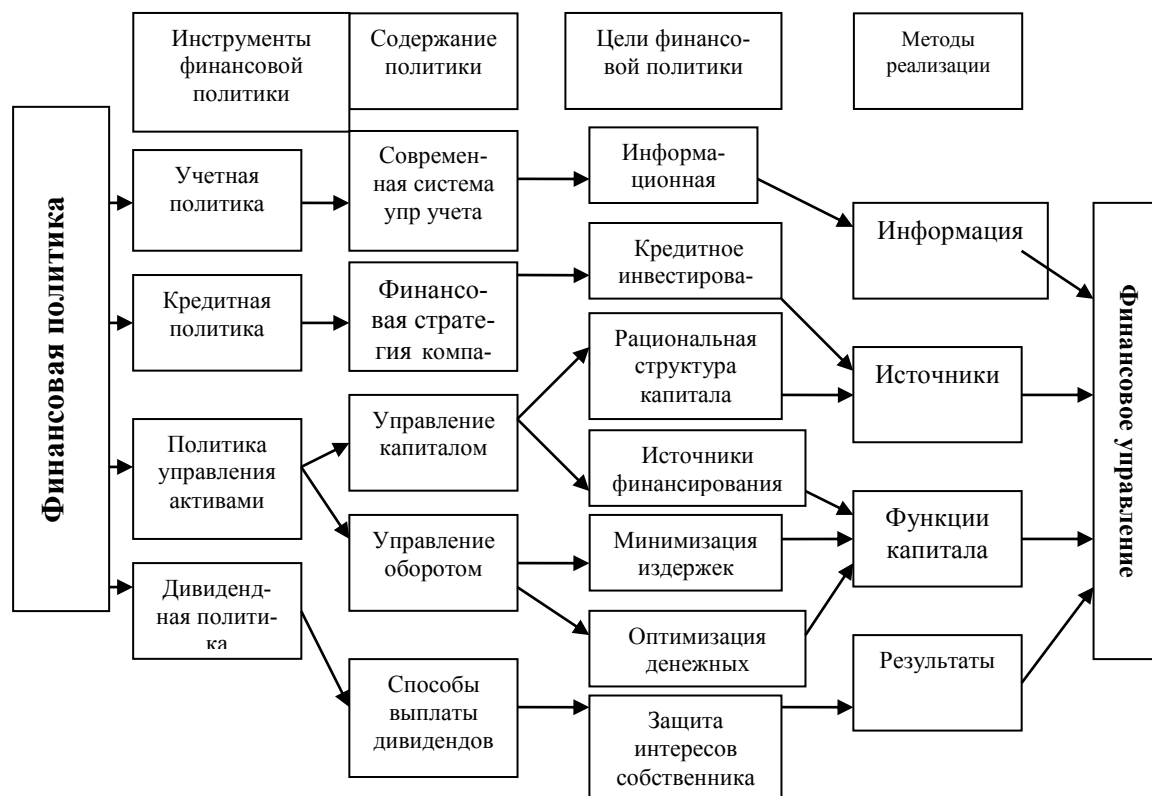 Инструменты
финансовой
политики
Содержание
политики
Цели финансо-
вой политики
Методы
реализации
Финансовая политика
Учетная
политика
Современ-
ная система
упр учета
Информа-
ционная
Информация
Кредитная
политика
Финансо-
вая страте-
гия компа-
Кредитное
инвестирова-
Рациональная
структура
капитала
Источники
Политика
управления
активами
Управление
капиталом
Источники
финансирования
Функции
капитала
Управление
оборотом
Минимизация
издержек
Оптимизация
денежных
Дивиденд-
ная полити-
ка
Способы
выплаты
дивидендов
Защита
интересов
собственника
Результаты
Финансовое управление